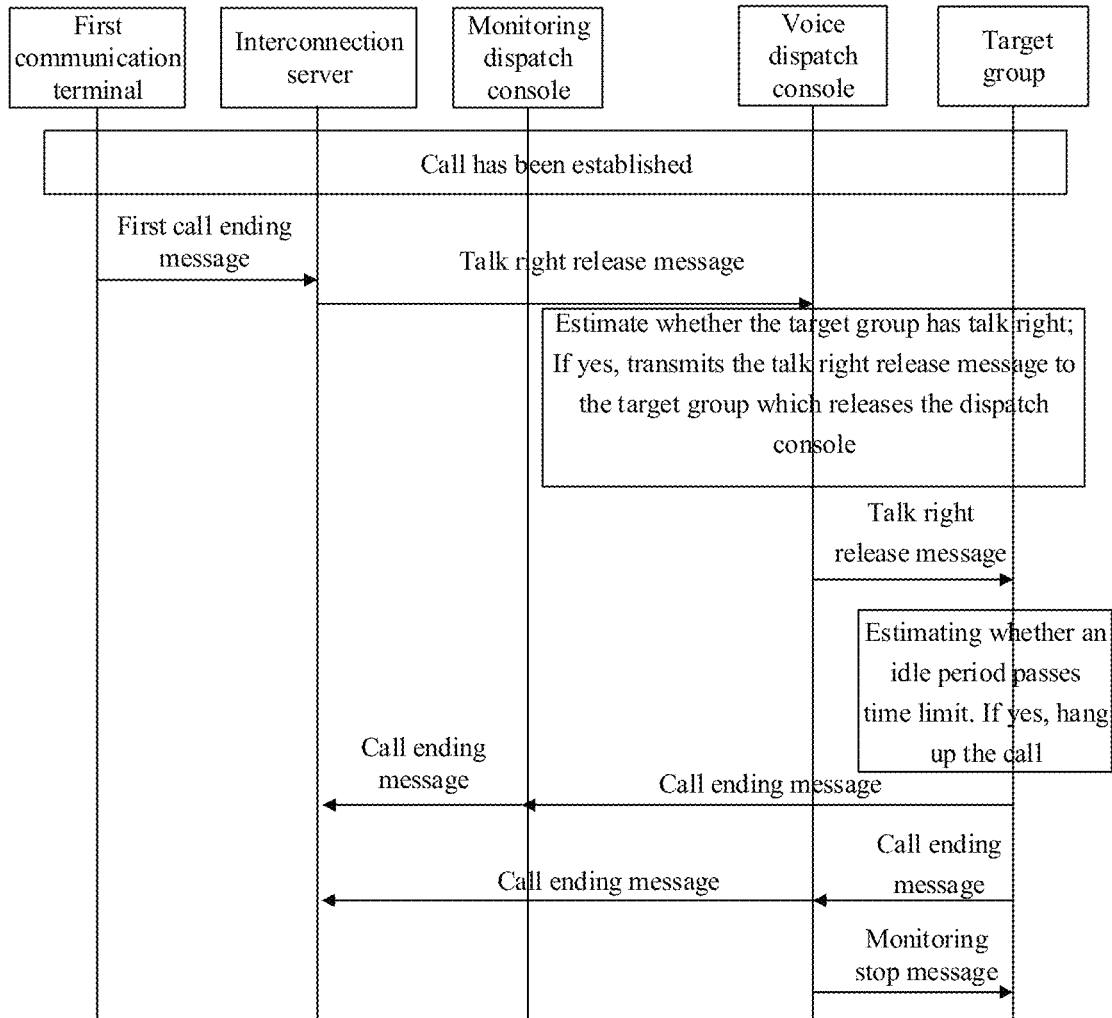 First
communication
terminal
Interconnection
server
Monitoring
dispatch
console
Voice
dispatch
console
Target
group
Call has been established
First call ending
message
Talk right release message
Estimate whether the target group has talk right;
If yes, transmits the talk right release message to
the target group which releases the dispatch
console
Talk right
release message
Estimating whether an
idle period passes
time limit. If yes, hang
up the call
Call ending
message
Call ending message
Call ending
message
Call ending message
Monitoring
stop message